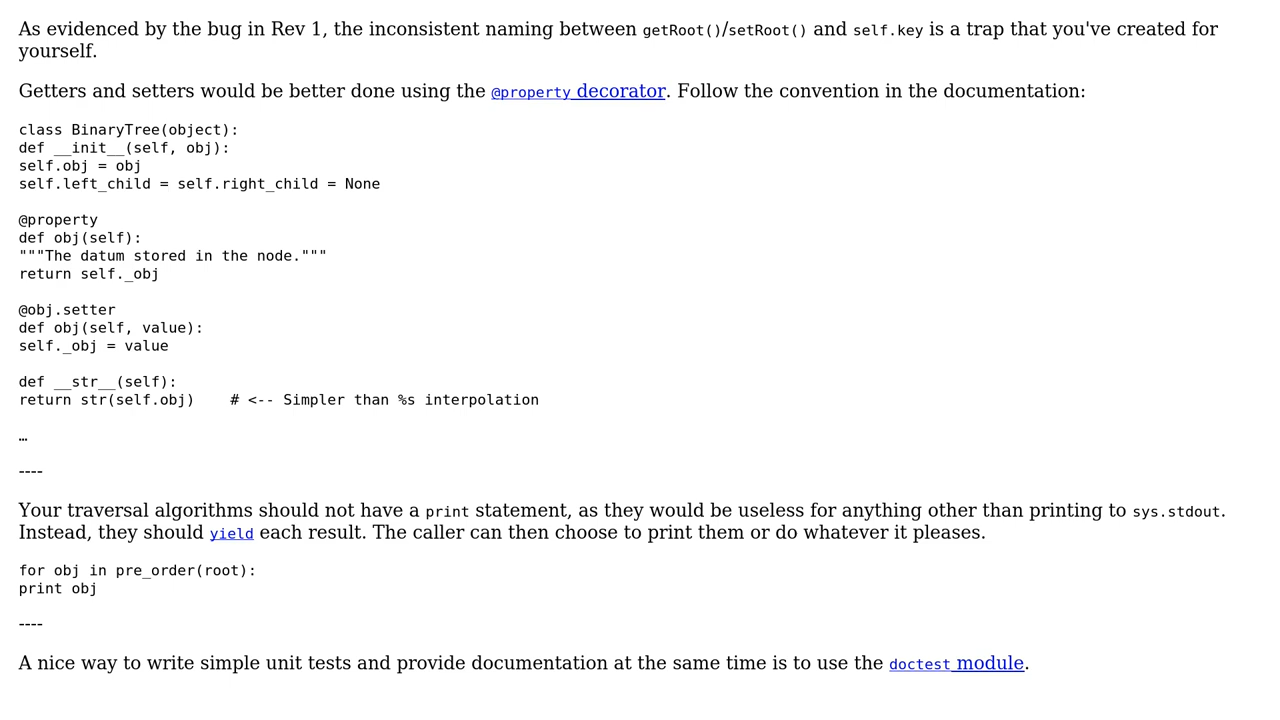 As evidenced by the bug in Rev 1, the inconsistent naming between getRoot()/setRoot() and self.key is a trap that you've created for
yourself.
Getters and setters would be better done using the @property decorator. Follow the convention in the documentation:
class BinaryTree(object):
def __init__(self, obj):
self.obj = obj
self.left_child = self.right_child = None
@property
def obj(self):
"""The datum stored in the node."""
return self._obj
@obj.setter
def obj(self, value):
self._obj = value
def __str__(self):
return str(self.obj)    # <-- Simpler than %s interpolation
…
----
Your traversal algorithms should not have a print statement, as they would be useless for anything other than printing to sys.stdout.
Instead, they should yield each result. The caller can then choose to print them or do whatever it pleases.
for obj in pre_order(root):
print obj
----
A nice way to write simple unit tests and provide documentation at the same time is to use the doctest module.